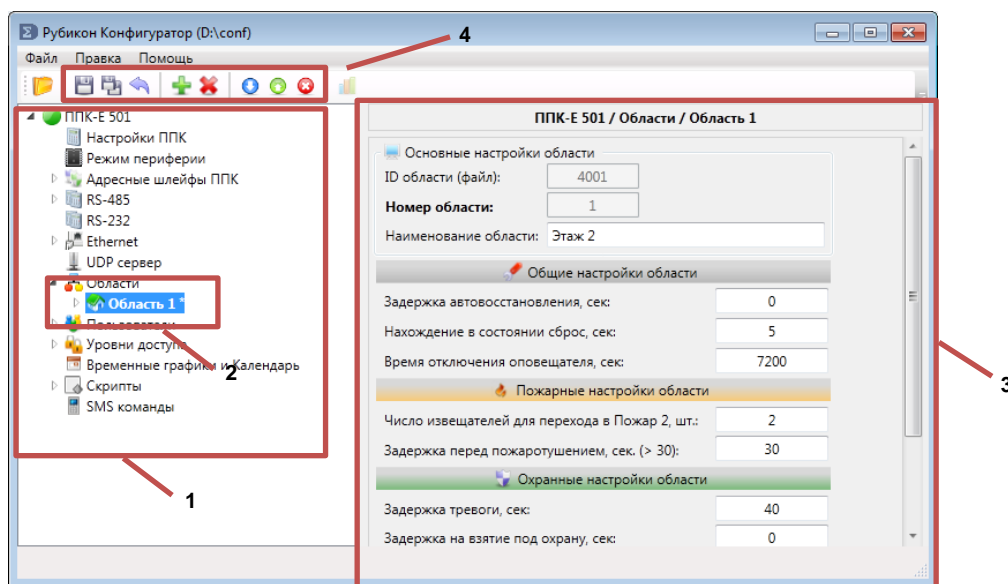 Рубикон Конфигуратор (D:\conf)
4
Файл Правка Помощь
ППК-Е 501
Настройки ППК
Режим периферии
Адресные шлейфы ППК
RS-485
RS-232
Ethernet
UDP сервер
Области
Область 1 *
Пользователи
Уровни доступа
Временные графики и Календарь
Скрипты
SMS команды
2
1
ППК-Е 501 / Области / Область 1
Основные настройки области
ID области (файл): 4001
Номер области: 1
Наименование области: Этаж 2
Общие настройки области
Задержка автовосстановления, сек: 0
Нахождение в состоянии сброс, сек: 5
Время отключения оповещателя, сек: 7200
Пожарные настройки области
Число извещателей для перехода в Пожар 2, шт.: 2
Задержка перед пожаротушением, сек. (> 30): 30
Охранные настройки области
Задержка тревоги, сек: 40
Задержка на взятие под охрану, сек: 0
3